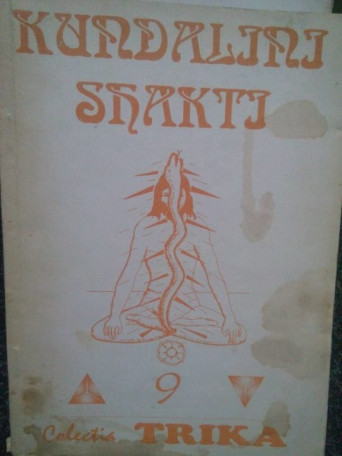 KUNDALINI
SHAKTI
9
Colecția TRIKA